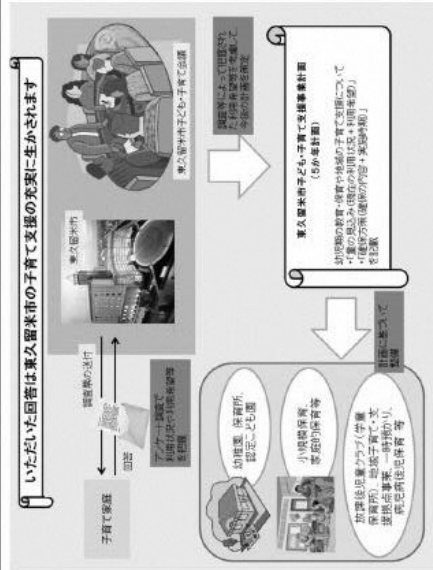 いただいた回答は東久留米市の子育て支援の充実に生かされます
子育て家庭
調査票の送付
回答
アンケート調査で
利用状況や利用希望等
を把握
東久留米市
東久留米市子ども・子育て会議
調査等によって把握され
た利用希望等を考慮して、
今後の計画を策定
東久留米市子ども・子育て支援事業計画
(5か年計画)
幼児期の教育・保育や地域の子育て支援について
・「量の見込み(現在の利用状況+利用希望)」
・「確保方策(確保の内容+実施時期)」
を記載
計画に基づいて
整備
幼稚園、保育所、
認定こども園
小規模保育、
家庭的保育等
放課後児童クラブ(学童
保育所)、地域子育て支
援拠点事業、一時預かり、
病児病後児保育 等